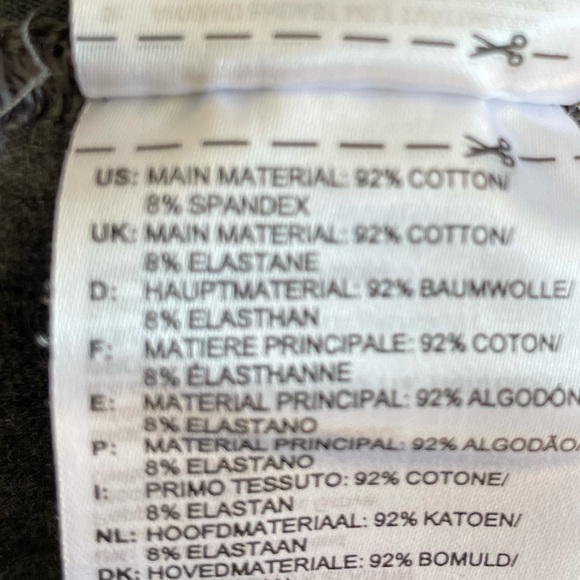 US: MAIN MATERIAL: 92% COTTON/
8% SPANDEX
UK: MAIN MATERIAL: 92% COTTON/
8% ELASTANE
D: HAUPTMATERIAL: 92% BAUMWOLLE/
8% ELASTHAN
F: MATIERE PRINCIPALE: 92% COTON/
8% ÉLASTHANNE
E: MATERIAL PRINCIPAL: 92% ALGODÓN
8% ELASTANO
P: MATERIAL PRINCIPAL: 92% ALGODÃO/
8% ELASTANO
I: PRIMO TESSUTO: 92% COTONE/
8% ELASTAN
NL: HOOFDMATERIAAL: 92% KATOEN/
8% ELASTAAN
DK: HOVEDMATERIALE: 92% BOMULD/